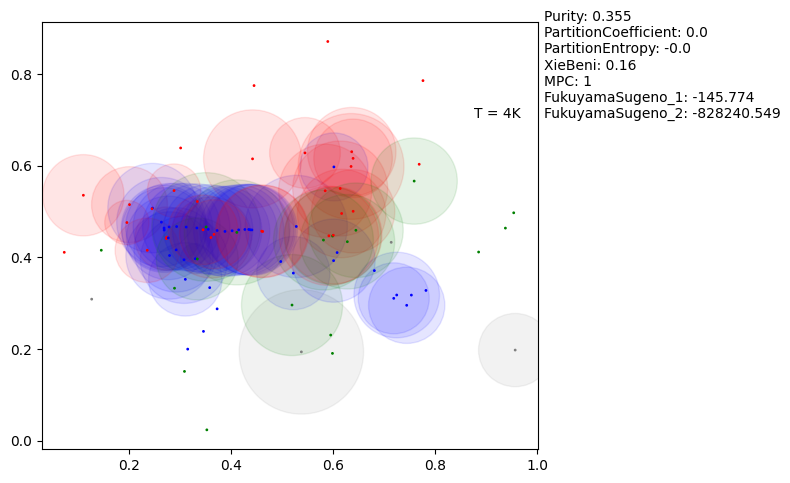 Purity: 0.355
PartitionCoefficient: 0.0
PartitionEntropy: -0.0
XieBeni: 0.16
MPC: 1
FukuyamaSugeno_1: -145.774
FukuyamaSugeno_2: -828240.549
T = 4K
0.8
0.6
0.4
0.2
0.0
0.2 0.4 0.6 0.8 1.0